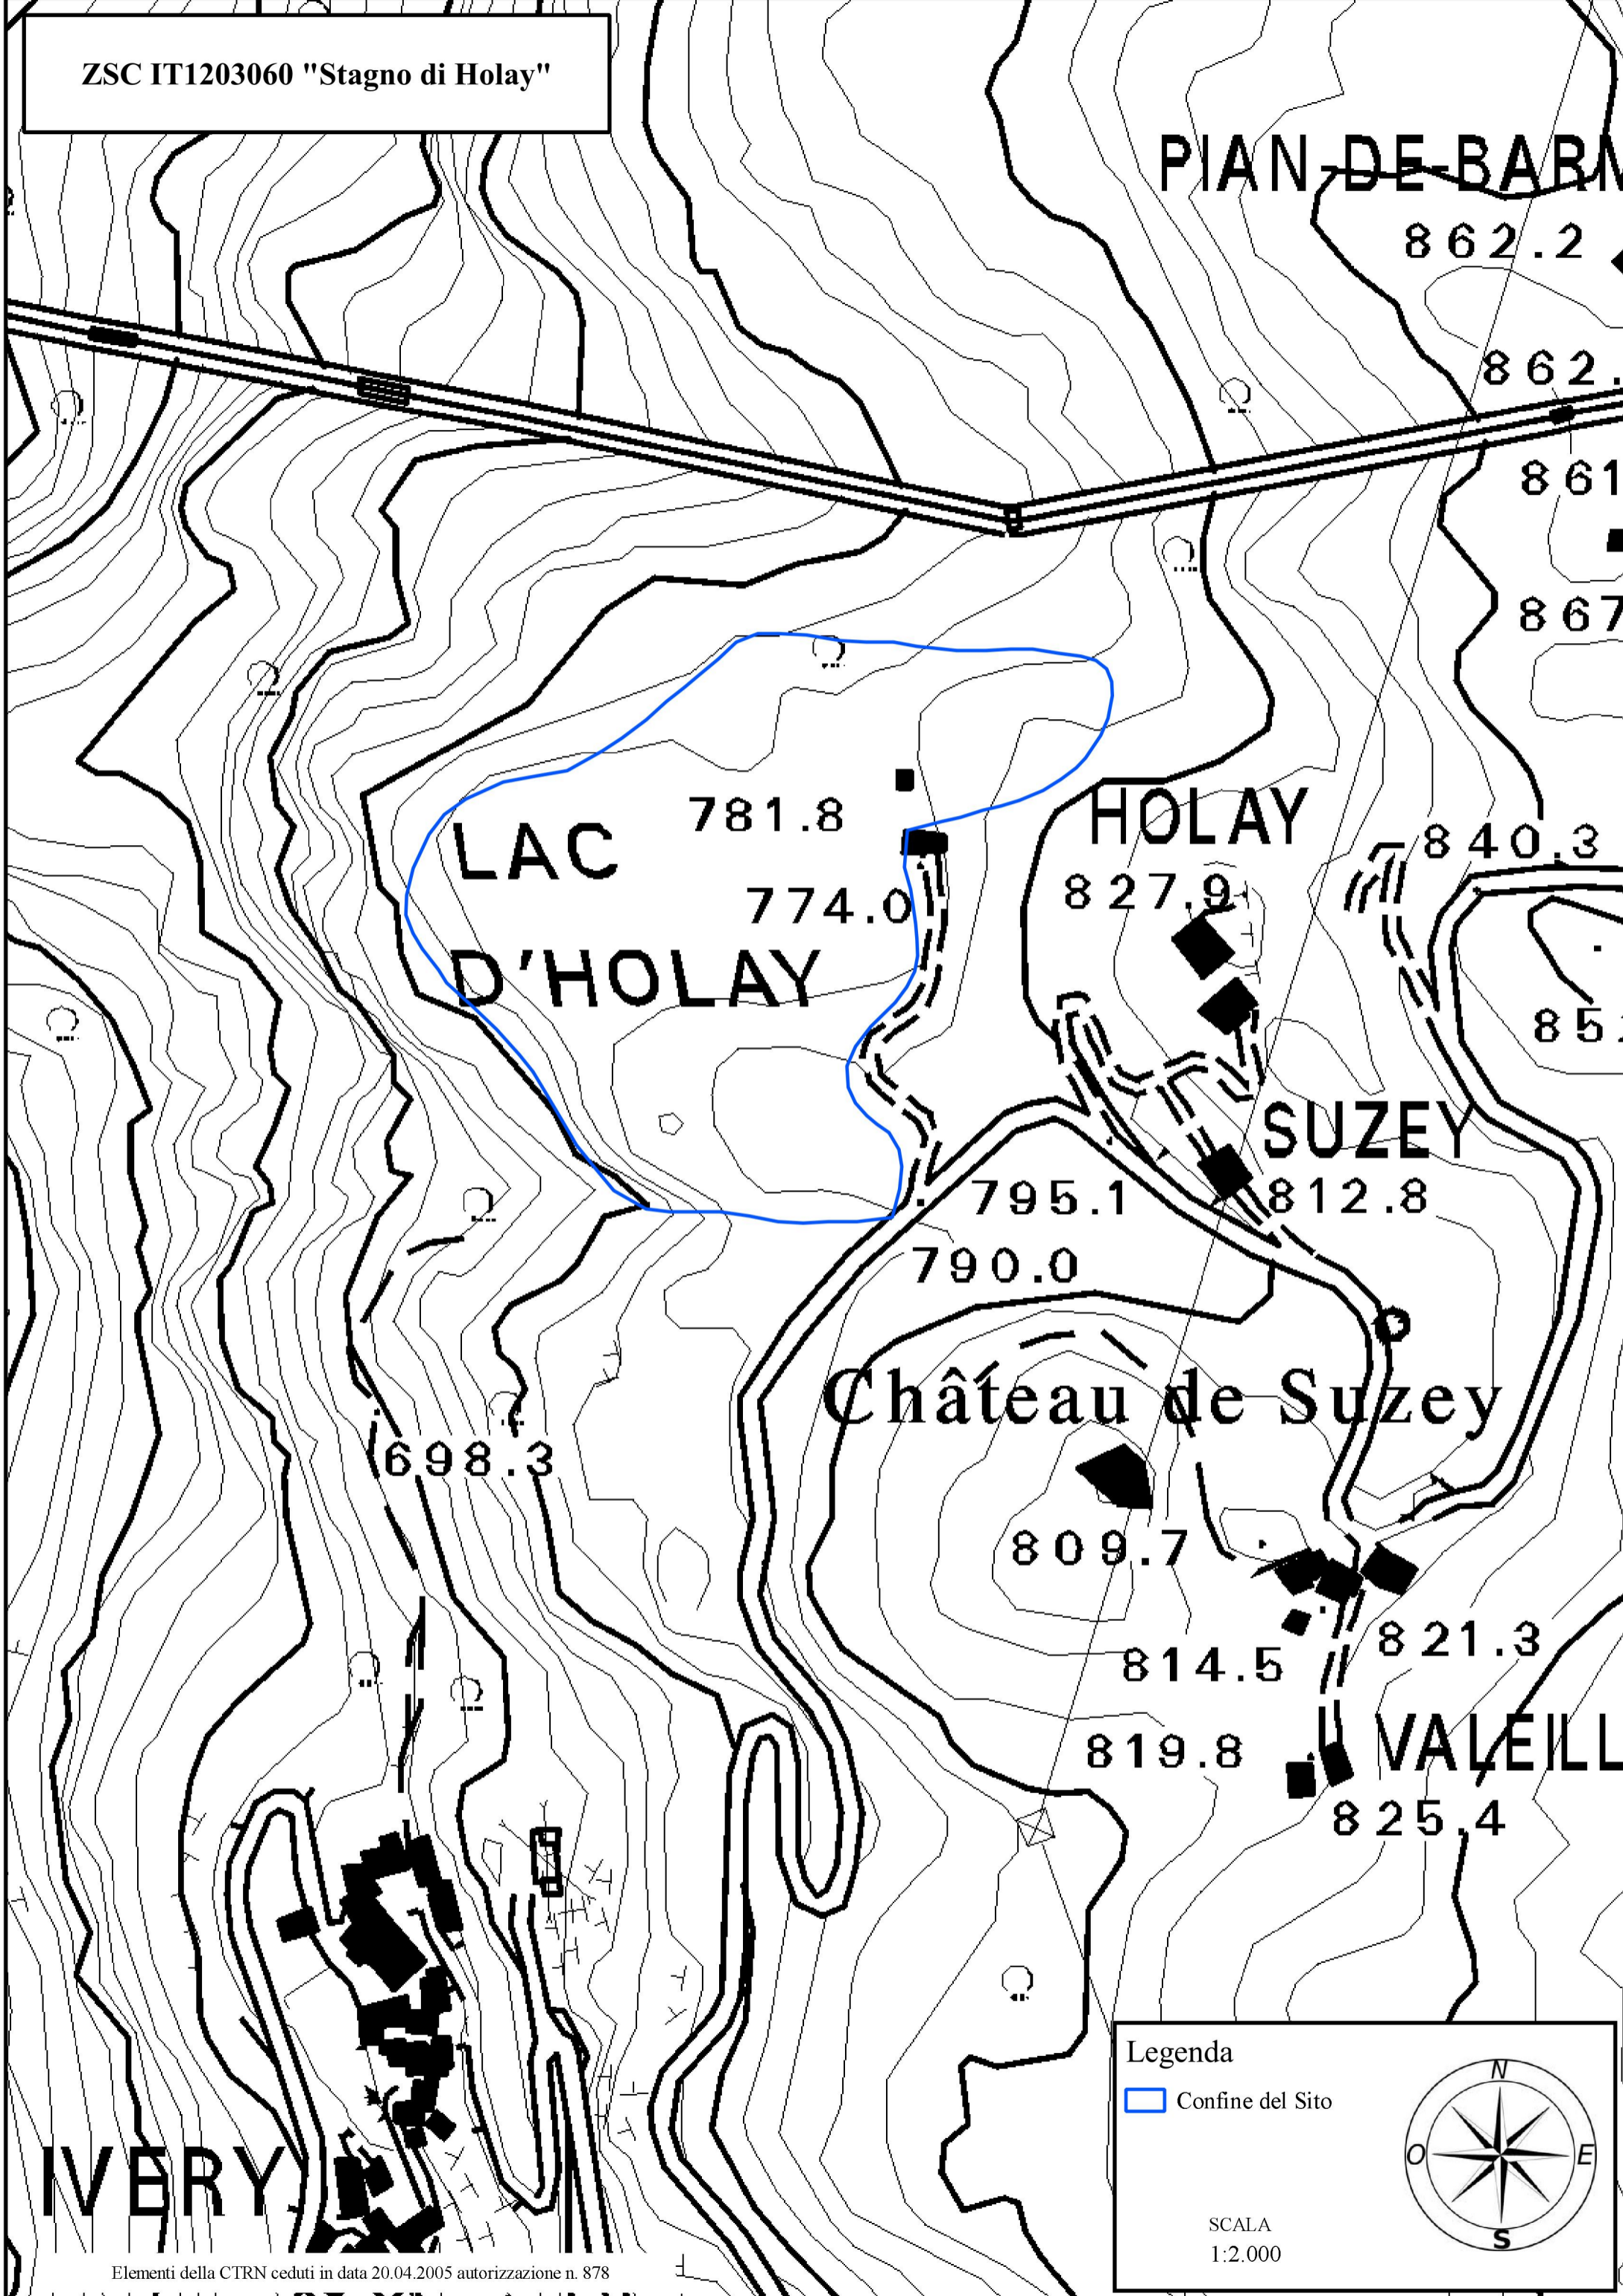 ZSC IT1203060 "Stagno di Holay"
PIAN-DE-BARM
862.2
862.
861
867
781.8
LAC
774.0
D'HOLAY
HOLAY
827.9
840.3
85
SUZEY
795.1
812.8
790.0
Château de Suzey
698.3
809.7
814.5
821.3
819.8
VALEILL
825.4
IVERY
Legenda
Confine del Sito
N
O
E
S
SCALA
1:2.000
Elementi della CTRN ceduti in data 20.04.2005 autorizzazione n. 878